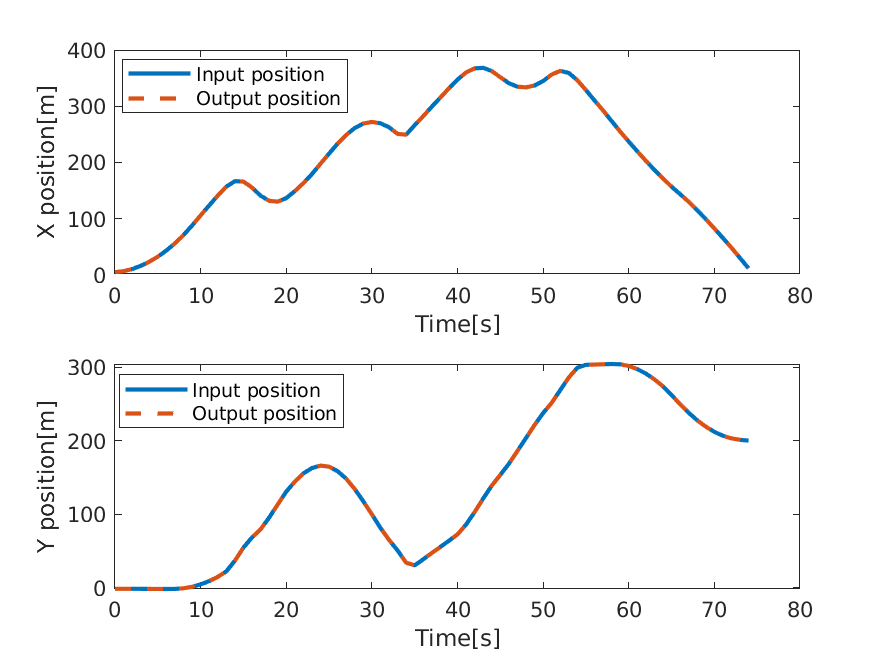 400
300
200
100
0
X position[m]
Input position
Output position
0 10 20 30 40 50 60 70 80
Time[s]
300
200
100
0
Y position[m]
Input position
Output position
0 10 20 30 40 50 60 70 80
Time[s]